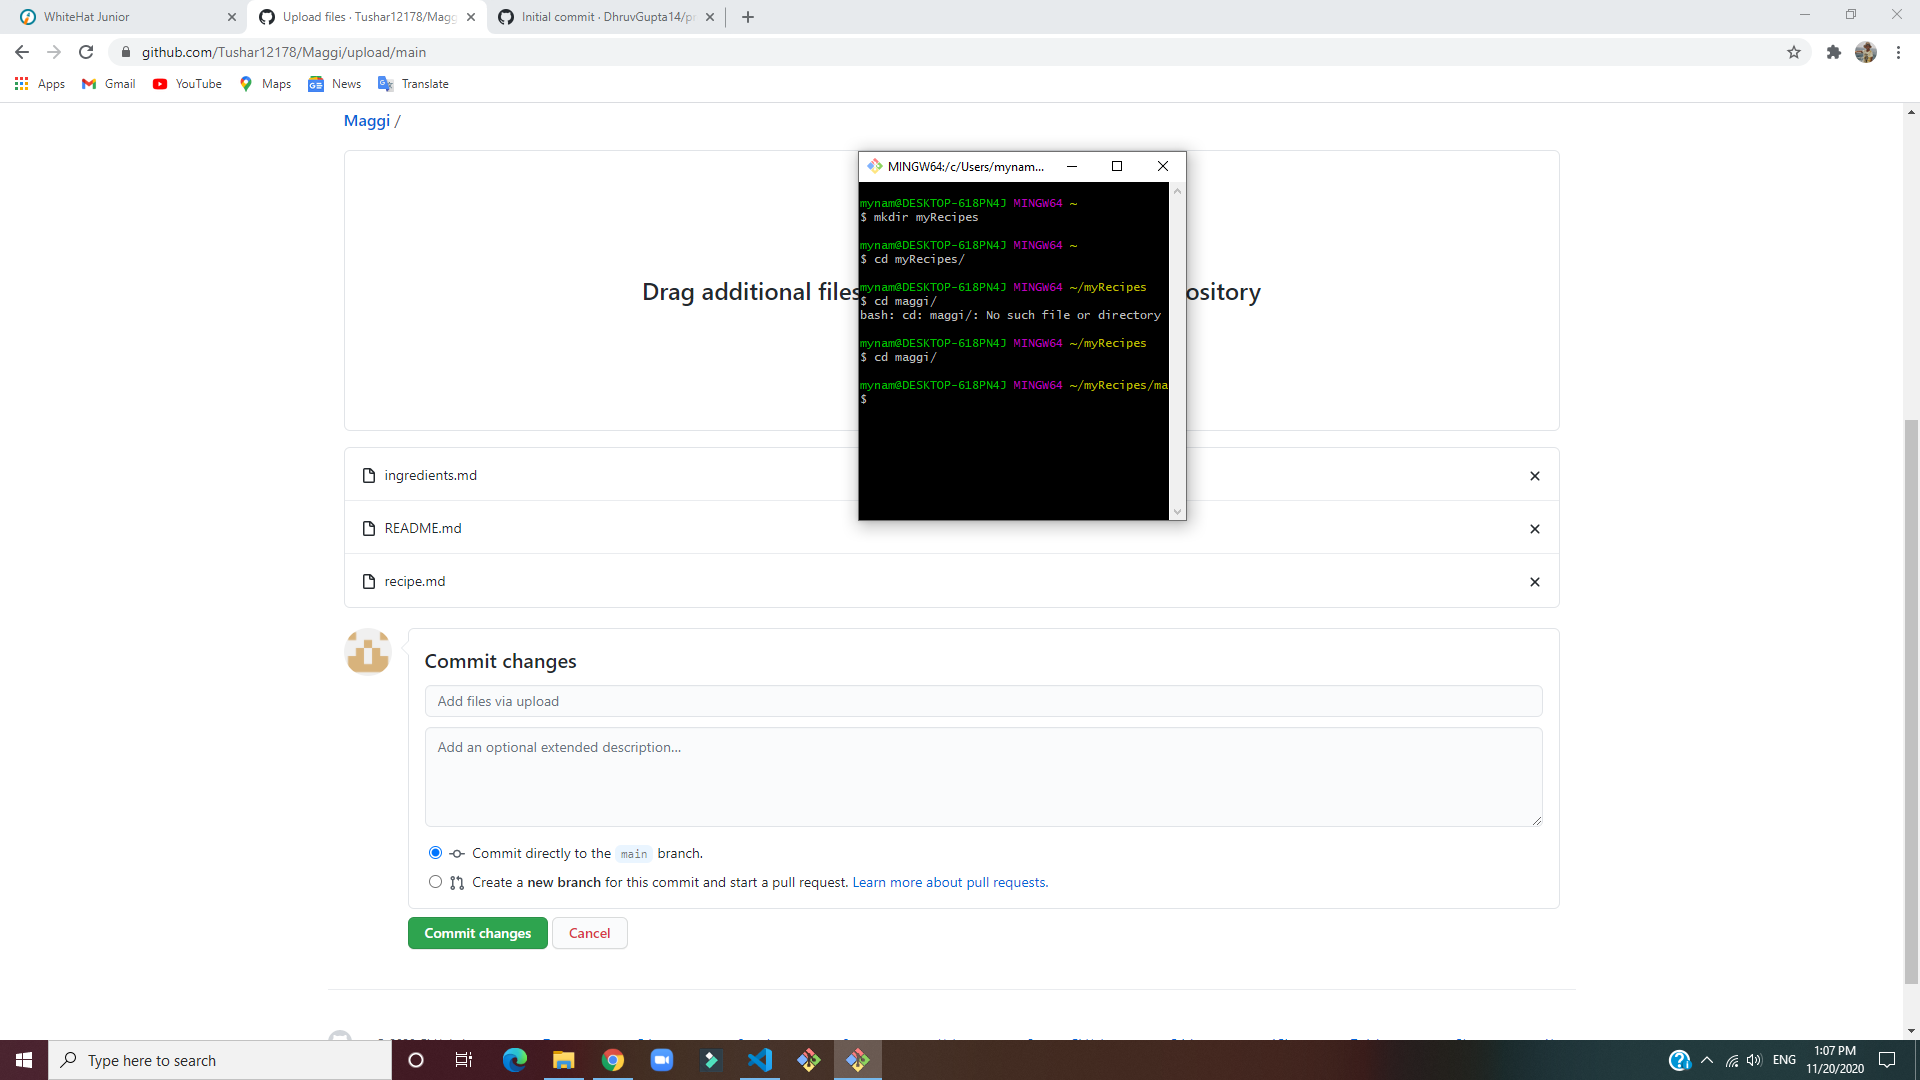 WhiteHat Junior
Upload files · Tushar12178/Magg
Initial commit · DhruvGupta14/p
github.com/Tushar12178/Maggi/upload/main
Apps
Gmail
YouTube
Maps
News
Translate
Maggi /
MINGW64:/c/Users/mynam...
mynam@DESKTOP-618PN4J MINGW64 ~
$ mkdir myRecipes
mynam@DESKTOP-618PN4J MINGW64 ~
$ cd myRecipes/
mynam@DESKTOP-618PN4J MINGW64 ~/myRecipes
$ cd maggi/
bash: cd: maggi/: No such file or directory
mynam@DESKTOP-618PN4J MINGW64 ~/myRecipes
$ cd maggi/
mynam@DESKTOP-618PN4J MINGW64 ~/myRecipes/ma
$
Drag additional files
ository
ingredients.md
README.md
recipe.md
Commit changes
Add files via upload
Add an optional extended description...
Commit directly to the main branch.
Create a new branch for this commit and start a pull request. Learn more about pull requests.
Commit changes
Cancel
Type here to search
ENG
1:07 PM
11/20/2020